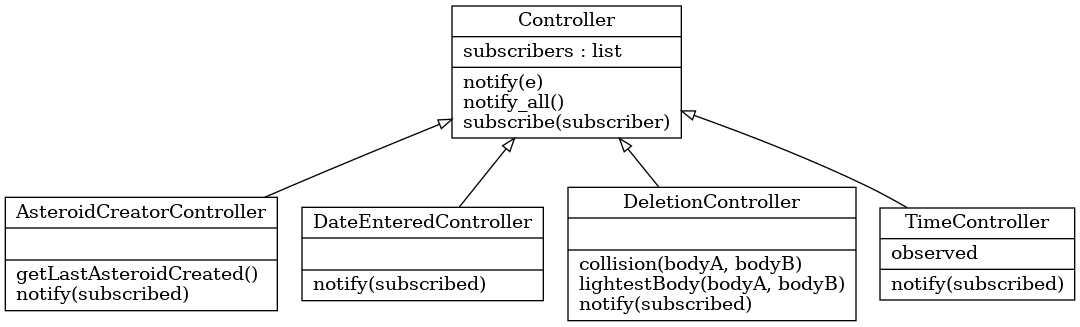 Controller
subscribers : list
notify(e)
notify_all()
subscribe(subscriber)
AsteroidCreatorController
getLastAsteroidCreated()
notify(subscribed)
DateEnteredController
notify(subscribed)
DeletionController
collision(bodyA, bodyB)
lightestBody(bodyA, bodyB)
notify(subscribed)
TimeController
observed
notify(subscribed)